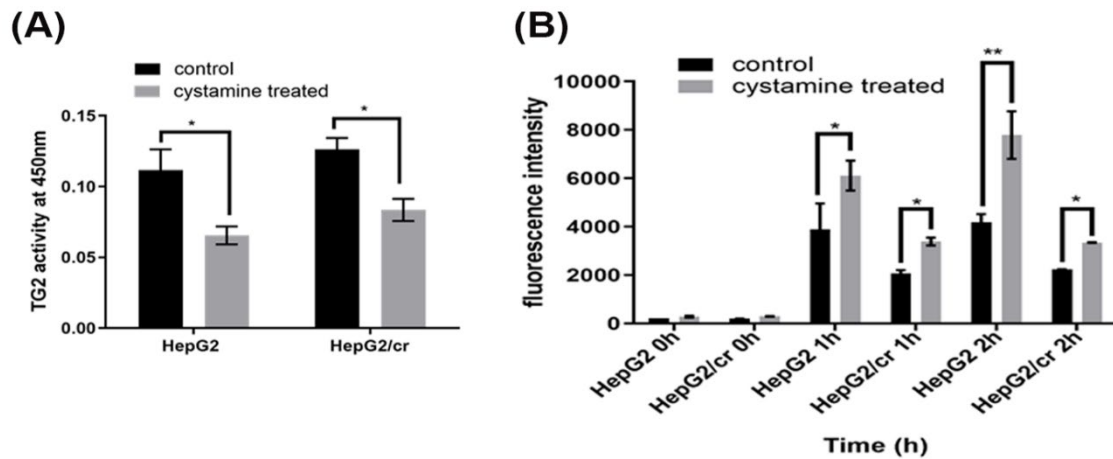 (A)
control
cystamine treated
TG2 activity at 450nm
0.15
0.10
0.05
0.00
*
*
HepG2
HepG2/cr
(B)
control
cystamine treated
fluorescence intensity
10000
8000
6000
4000
2000
0
*
*
**
*
HepG2 0h
HepG2/cr 0h
HepG2 1h
HepG2/cr 1h
HepG2 2h
HepG2/cr 2h
Time (h)